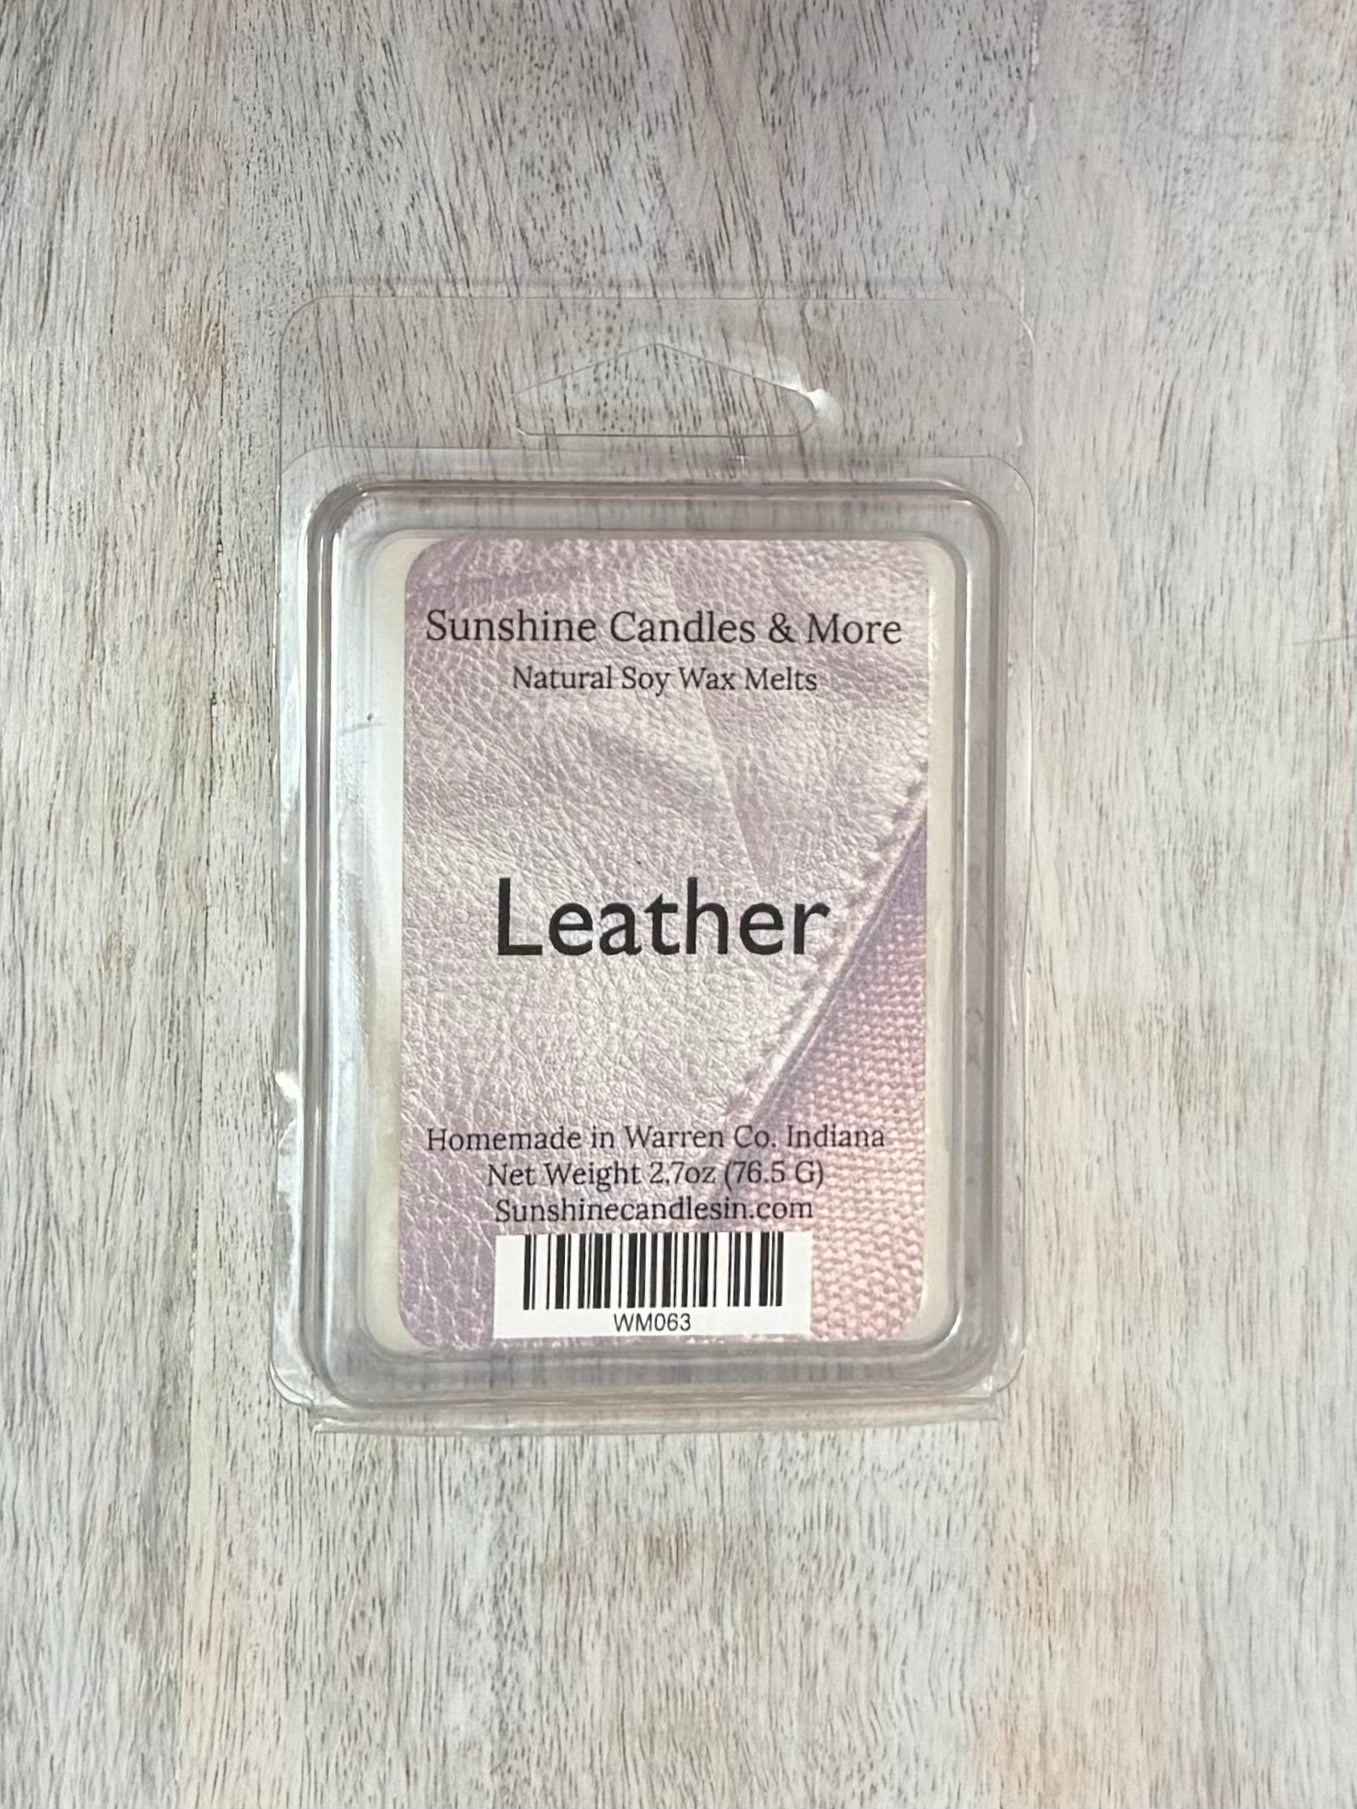 Sunshine Candles & More
Natural Soy Wax Melts
Leather
Homemade in Warren Co. Indiana
Net Weight 2.7oz (76.5 G)
Sunshinecandlesin.com
WM063